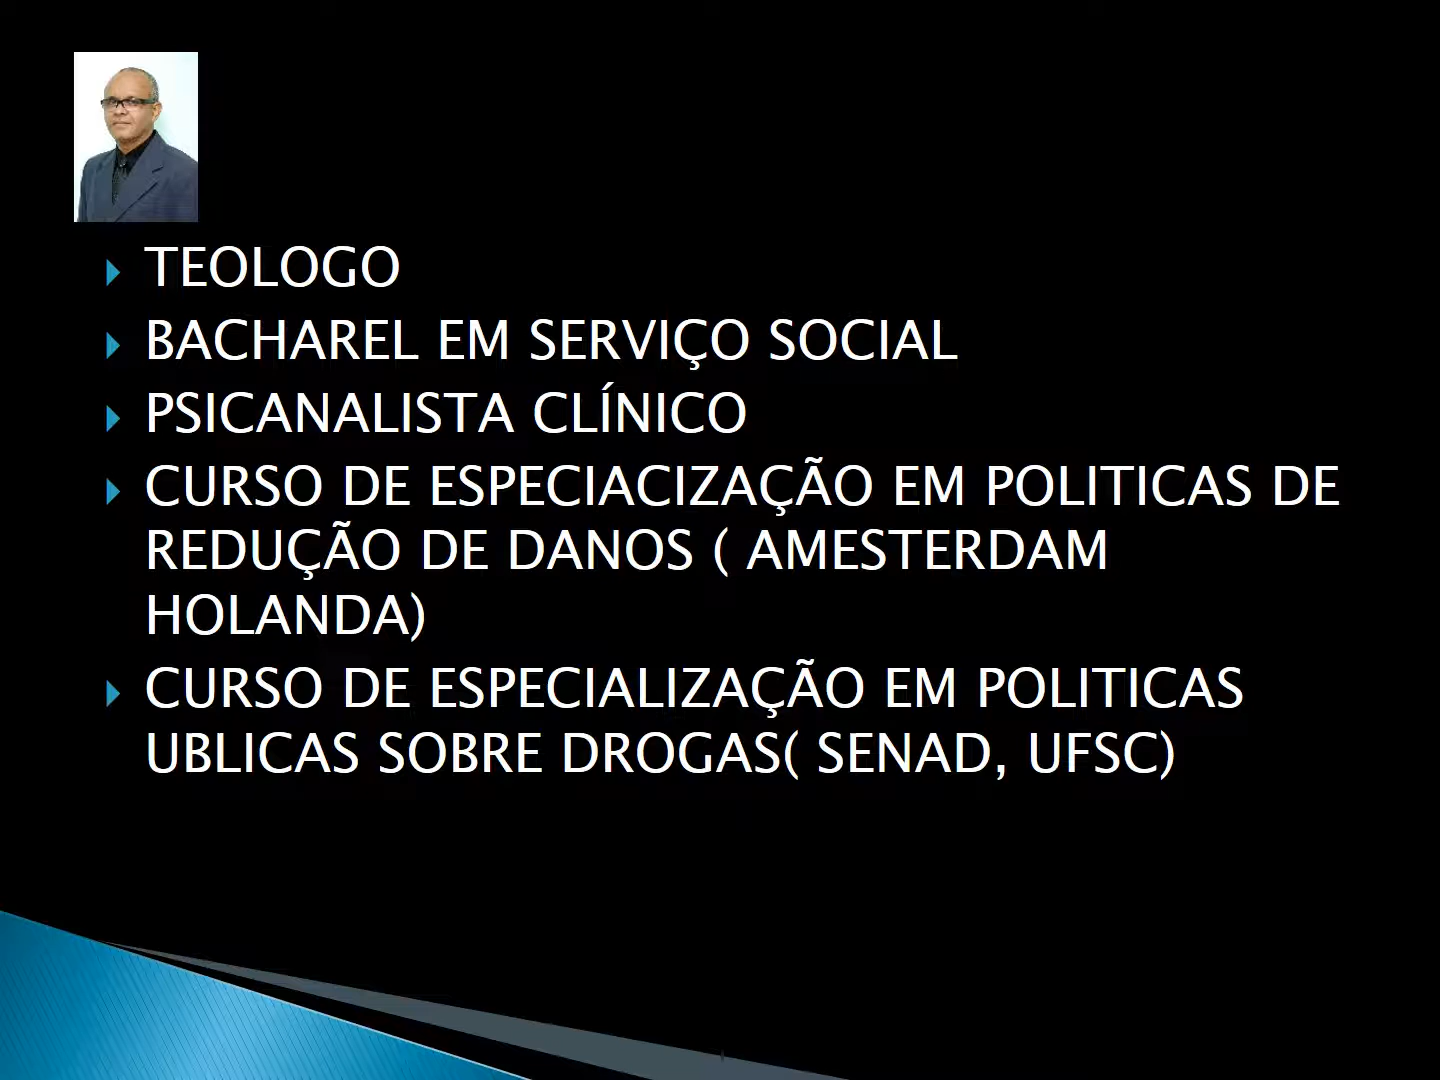 TEOLOGO
BACHAREL EM SERVIÇO SOCIAL
PSICANALISTA CLÍNICO
CURSO DE ESPECIACIZAÇÃO EM POLITICAS DE
REDUÇÃO DE DANOS ( AMESTERDAM
HOLANDA)
CURSO DE ESPECIALIZAÇÃO EM POLITICAS
UBLICAS SOBRE DROGAS( SENAD, UFSC)